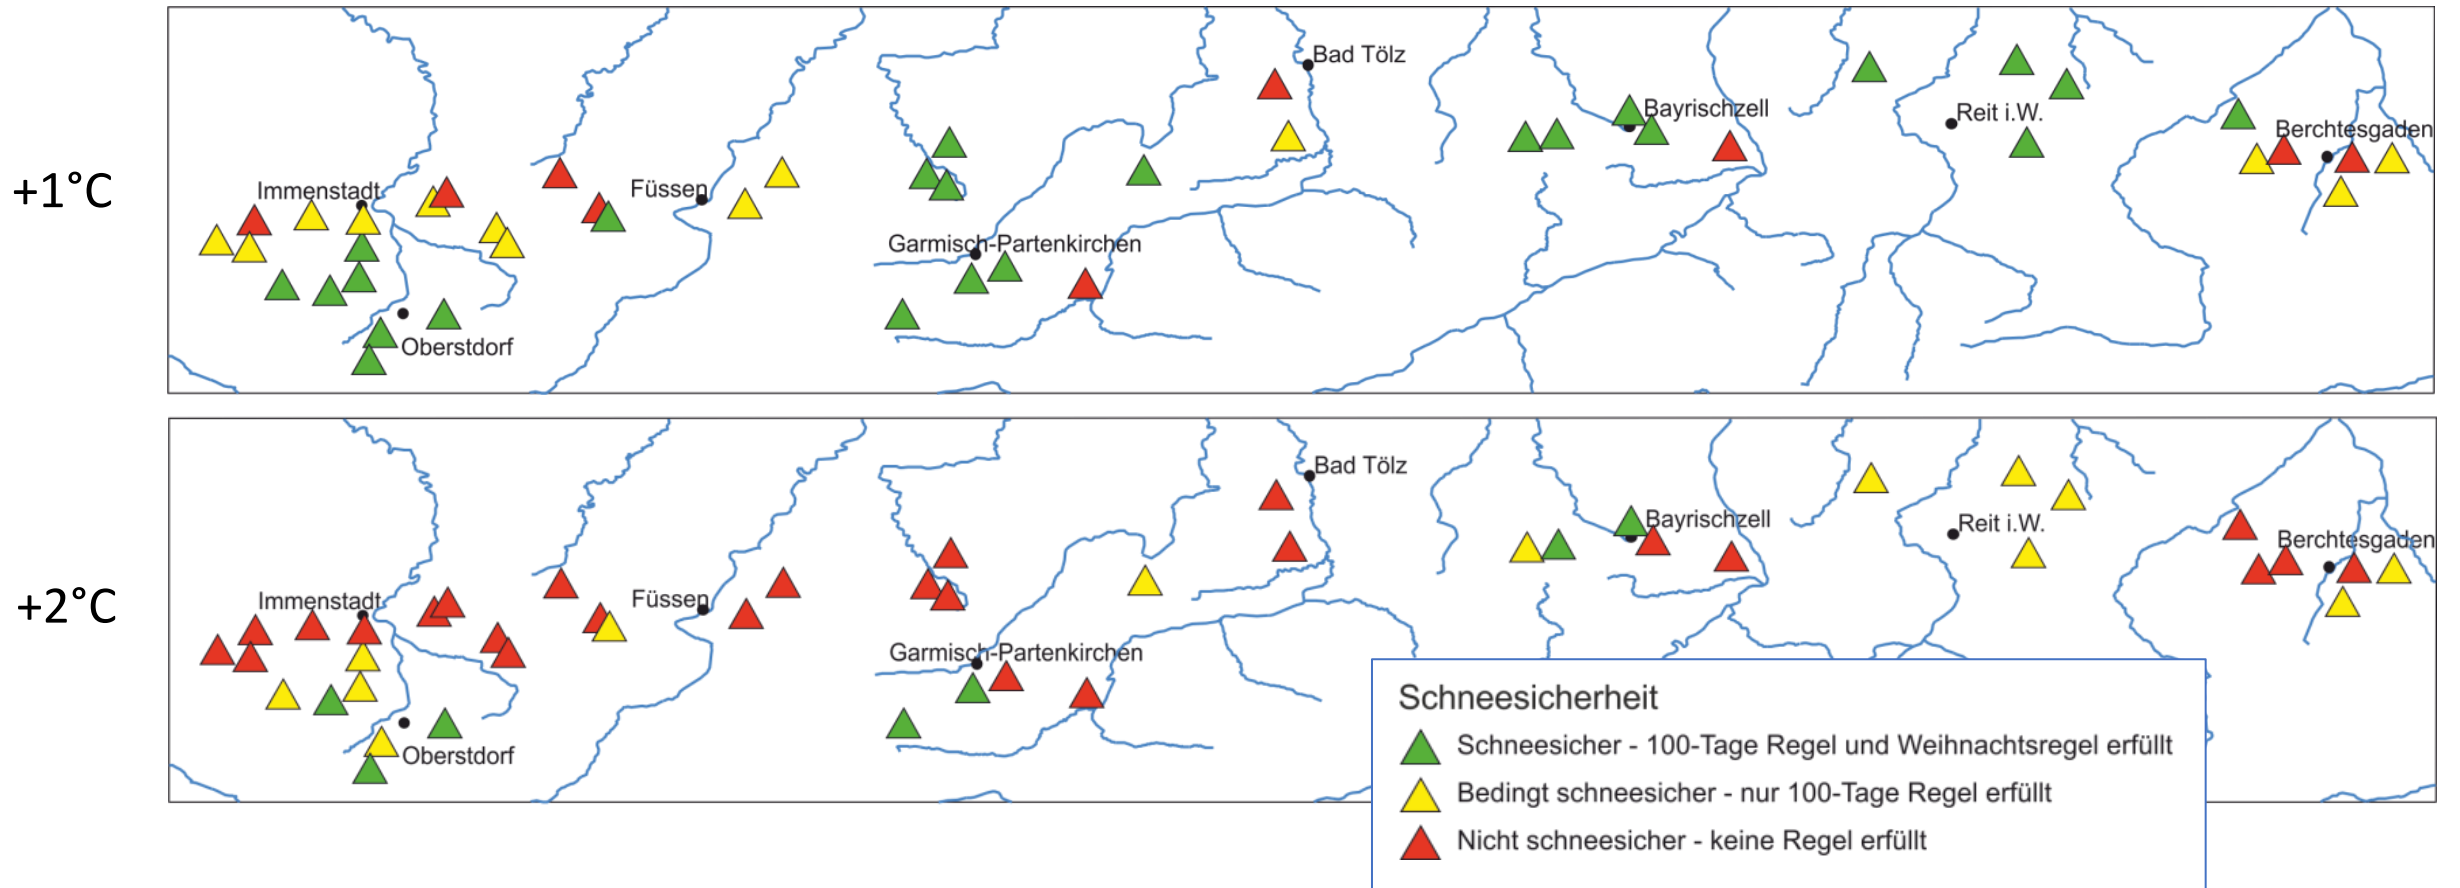 +1°C
Bad Tölz
Bayrischzell
Reit i.W.
Berchtesgaden
Immenstadt
Füssen
Garmisch-Partenkirchen
Oberstdorf
+2°C
Bad Tölz
Bayrischzell
Reit i.W.
Berchtesgaden
Immenstadt
Füssen
Garmisch-Partenkirchen
Oberstdorf
Schneesicherheit
Schneesicher - 100-Tage Regel und Weihnachtsregel erfüllt
Bedingt schneesicher - nur 100-Tage Regel erfüllt
Nicht schneesicher - keine Regel erfüllt